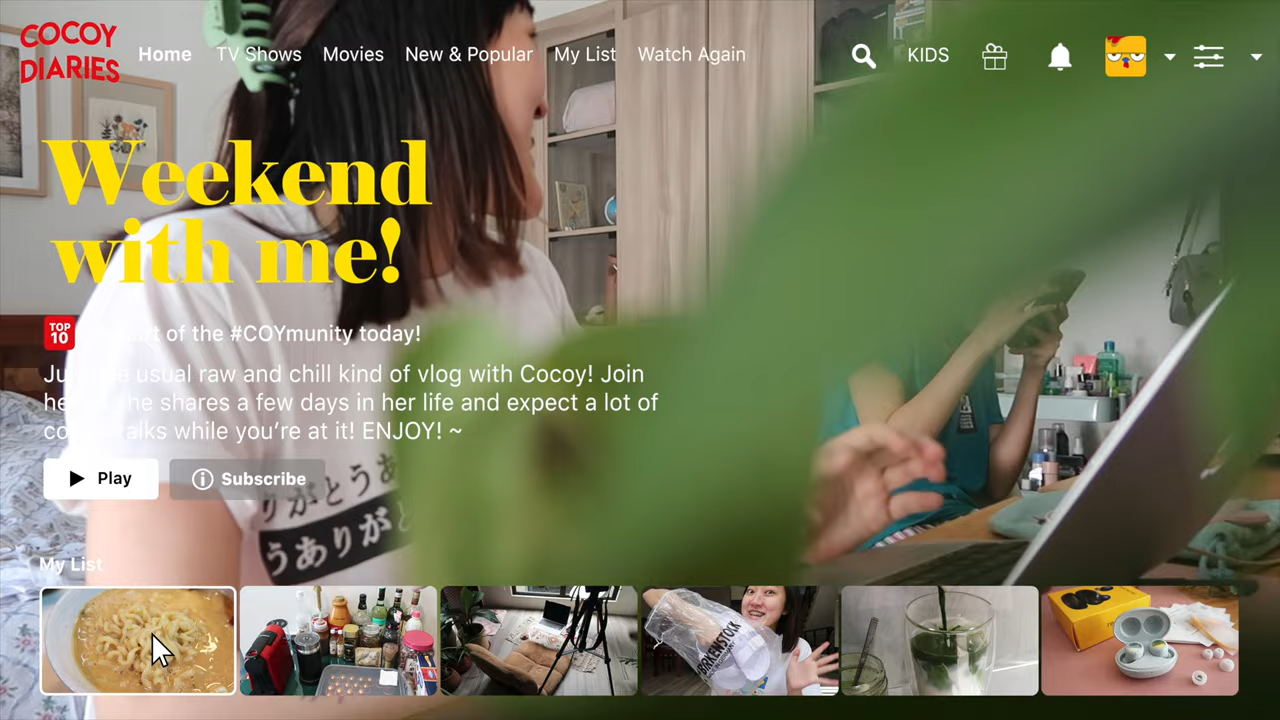 COCOY
DIARIES
Home TV Shows Movies New & Popular My List Watch Again
KIDS
Weekend
with me!
TOP
10
of the #COYmunity today!
usual raw and chill kind of vlog with Cocoy! Join
she shares a few days in her life and expect a lot of
talks while you're at it! ENJOY! ~
Play
Subscribe
りがとうあ
うありがと
My List
BIRKENSTOCK